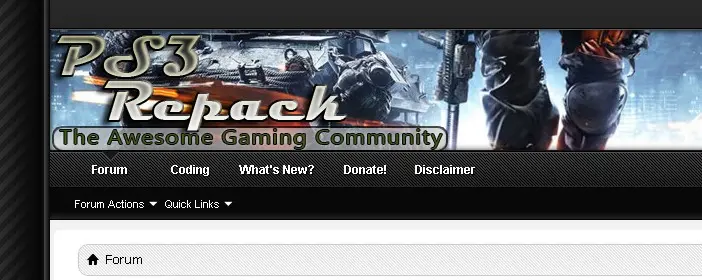 PS3
Repack
The Awesome Gaming Community
Forum Coding What's New? Donate! Disclaimer
Forum Actions Quick Links
Forum